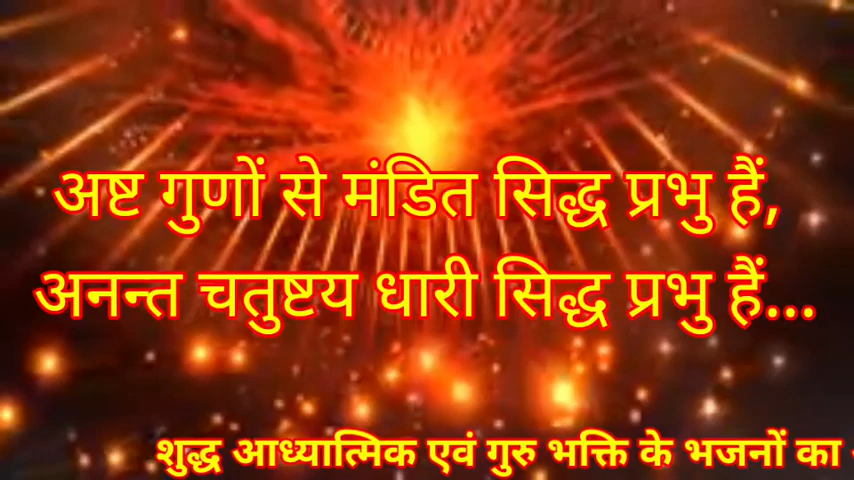 अष्ट गुणों से मंडित सिद्ध प्रभु हैं,
अनन्त चतुष्टय धारी सिद्ध प्रभु हैं...
शुद्ध आध्यात्मिक एवं गुरु भक्ति के भजनों का